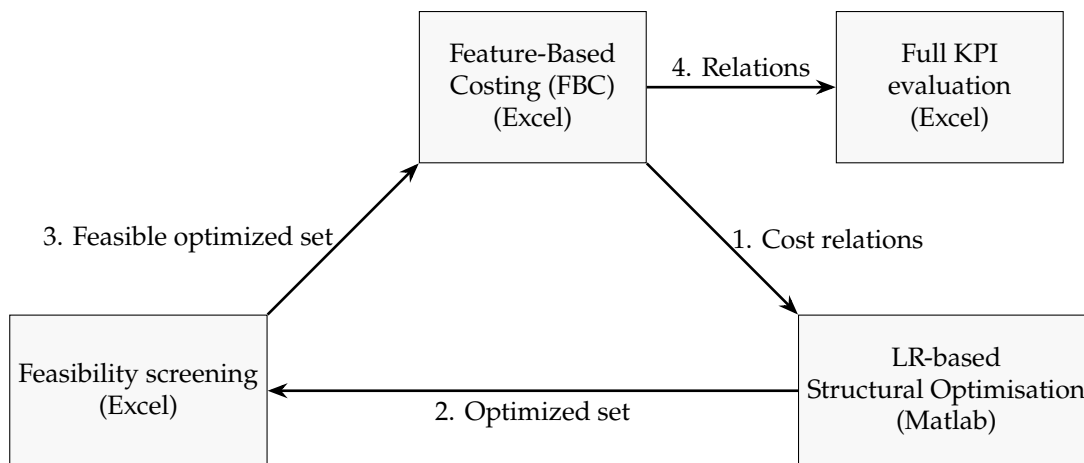 Feature-Based
Costing (FBC)
(Excel)
4. Relations
Full KPI
evaluation
(Excel)
3. Feasible optimized set
1. Cost relations
Feasibility screening
(Excel)
2. Optimized set
LR-based
Structural Optimisation
(Matlab)